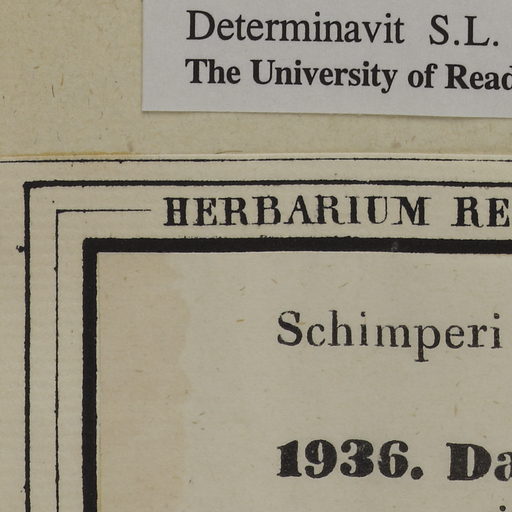 Determinavit S.L.
The University of Read
HERBARIUM RE
Schimperi
1936. Da